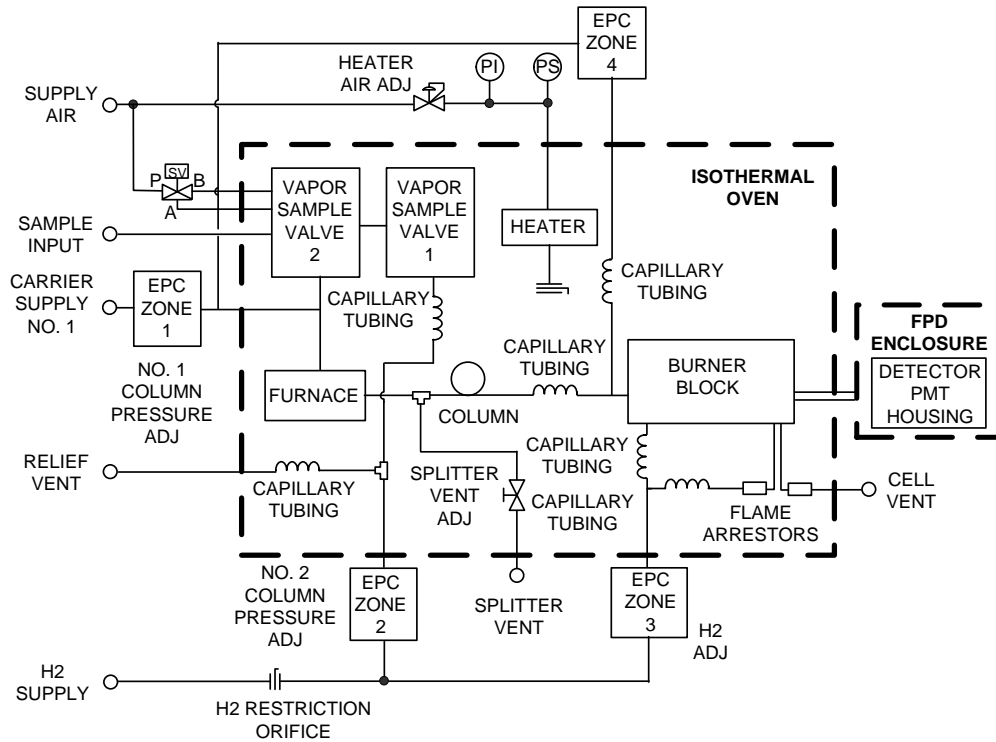 EPC
ZONE
4
HEATER
AIR ADJ
PI
PS
SUPPLY
AIR
ISOTHERMAL
OVEN
SV
P
B
A
VAPOR
SAMPLE
VALVE
2
VAPOR
SAMPLE
VALVE
1
HEATER
SAMPLE
INPUT
CARRIER
SUPPLY
NO. 1
EPC
ZONE
1
CAPILLARY
TUBING
CAPILLARY
TUBING
CAPILLARY
TUBING
FPD
ENCLOSURE
DETECTOR
PMT
HOUSING
BURNER
BLOCK
NO. 1
COLUMN
PRESSURE
ADJ
FURNACE
COLUMN
RELIEF
VENT
CAPILLARY
TUBING
SPLITTER
VENT
ADJ
CAPILLARY
TUBING
CAPILLARY
TUBING
FLAME
ARRESTORS
CELL
VENT
NO. 2
COLUMN
PRESSURE
ADJ
EPC
ZONE
2
SPLITTER
VENT
EPC
ZONE
3
H2
ADJ
H2
SUPPLY
H2 RESTRICTION
ORIFICE